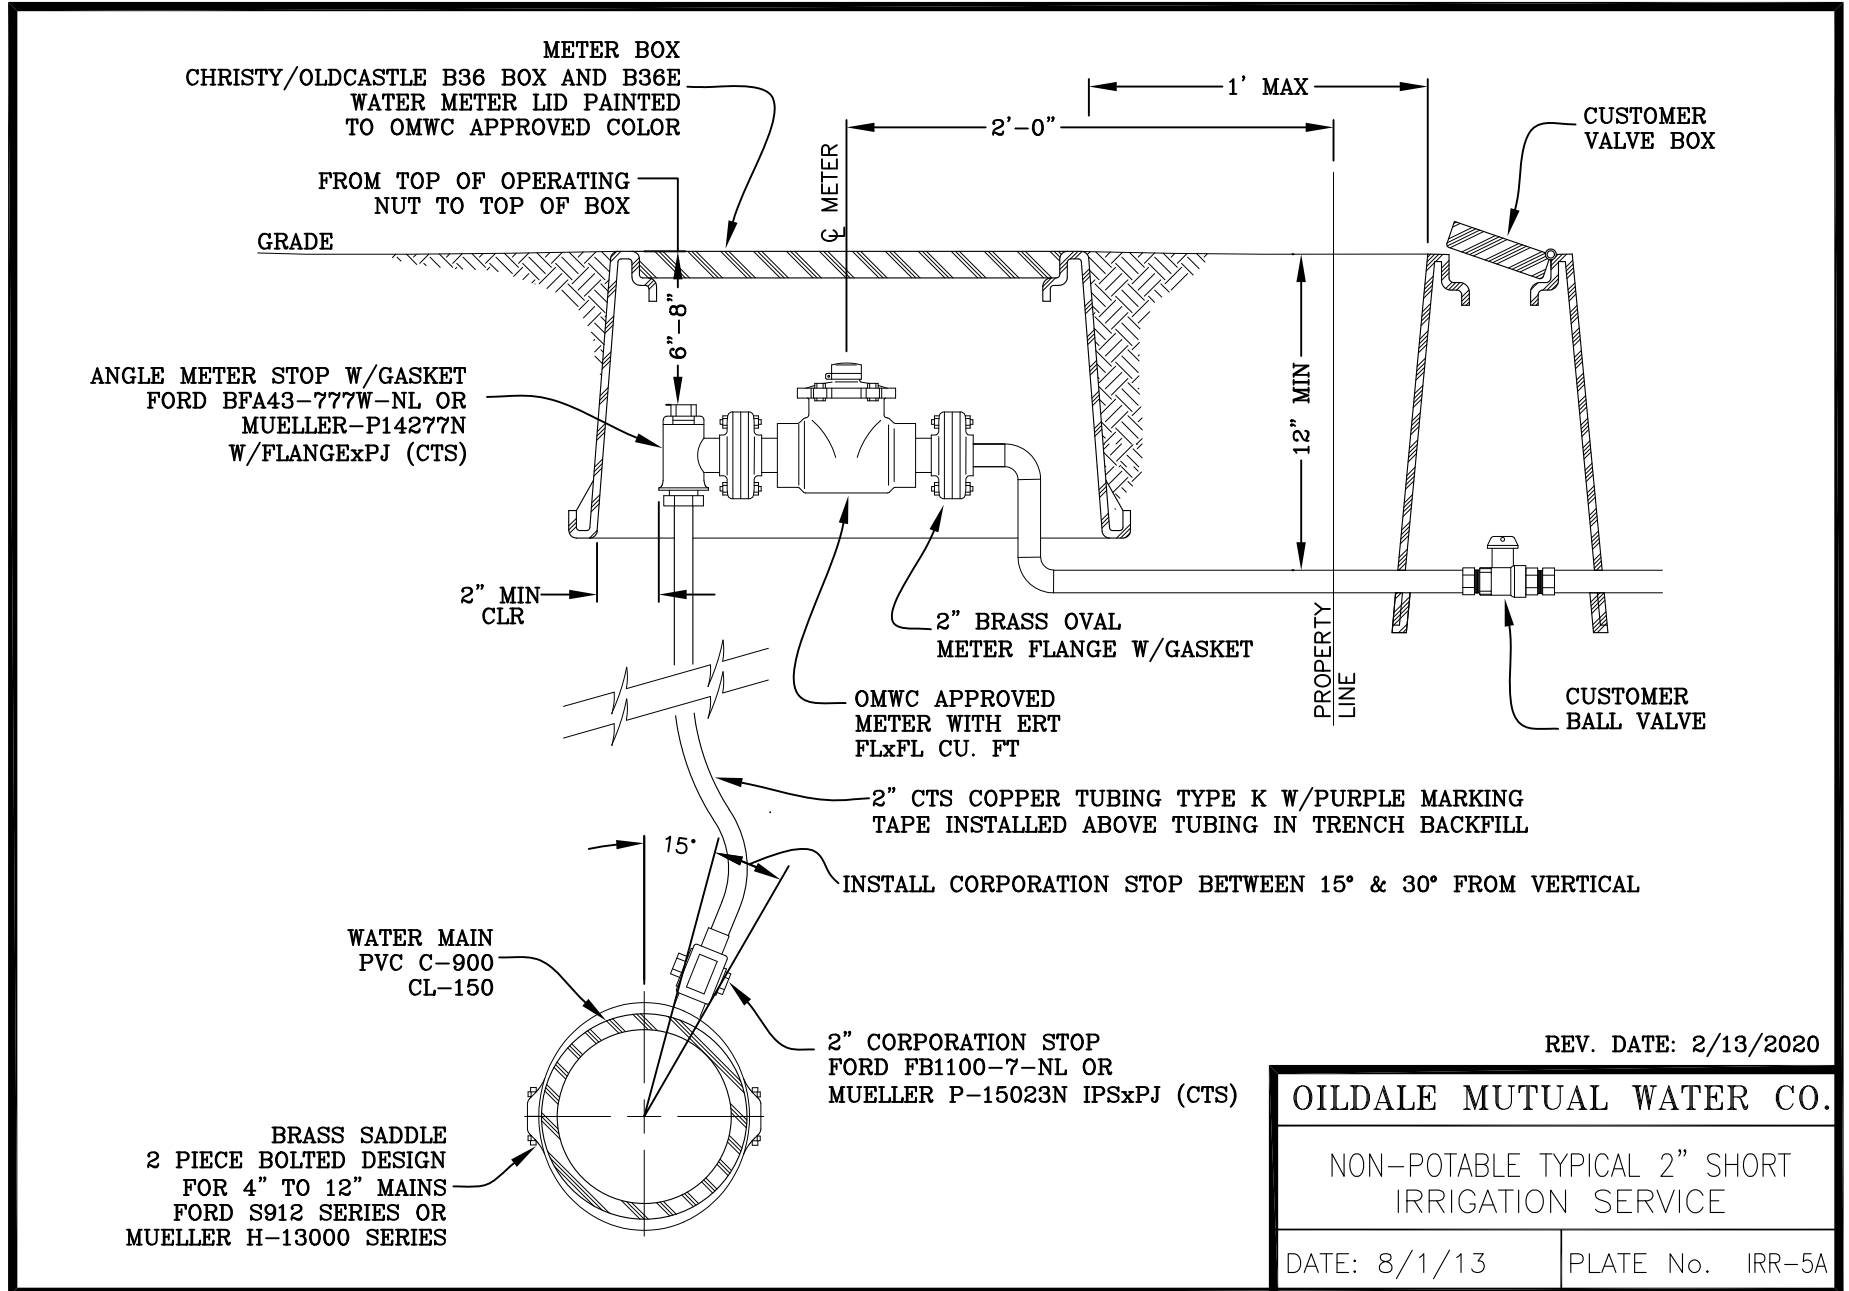 METER BOX
CHRISTY/OLDCASTLE B36 BOX AND B36E
WATER METER LID PAINTED
TO OMWC APPROVED COLOR
1' MAX
2'-0"
CUSTOMER
VALVE BOX
FROM TOP OF OPERATING
NUT TO TOP OF BOX
℄ METER
GRADE
6"-8"
12" MIN
ANGLE METER STOP W/GASKET
FORD BFA43-777W-NL OR
MUELLER-P14277N
W/FLANGExPJ (CTS)
2" MIN
CLR
2" BRASS OVAL
METER FLANGE W/GASKET
PROPERTY
LINE
OMWC APPROVED
METER WITH ERT
FLxFL CU. FT
CUSTOMER
BALL VALVE
2" CTS COPPER TUBING TYPE K W/PURPLE MARKING
TAPE INSTALLED ABOVE TUBING IN TRENCH BACKFILL
15°
INSTALL CORPORATION STOP BETWEEN 15° & 30° FROM VERTICAL
WATER MAIN
PVC C-900
CL-150
2" CORPORATION STOP
FORD FB1100-7-NL OR
MUELLER P-15023N IPSxPJ (CTS)
BRASS SADDLE
2 PIECE BOLTED DESIGN
FOR 4" TO 12" MAINS
FORD S912 SERIES OR
MUELLER H-13000 SERIES
REV. DATE: 2/13/2020
OILDALE MUTUAL WATER CO.
NON-POTABLE TYPICAL 2" SHORT
IRRIGATION SERVICE
DATE: 8/1/13
PLATE No. IRR-5A